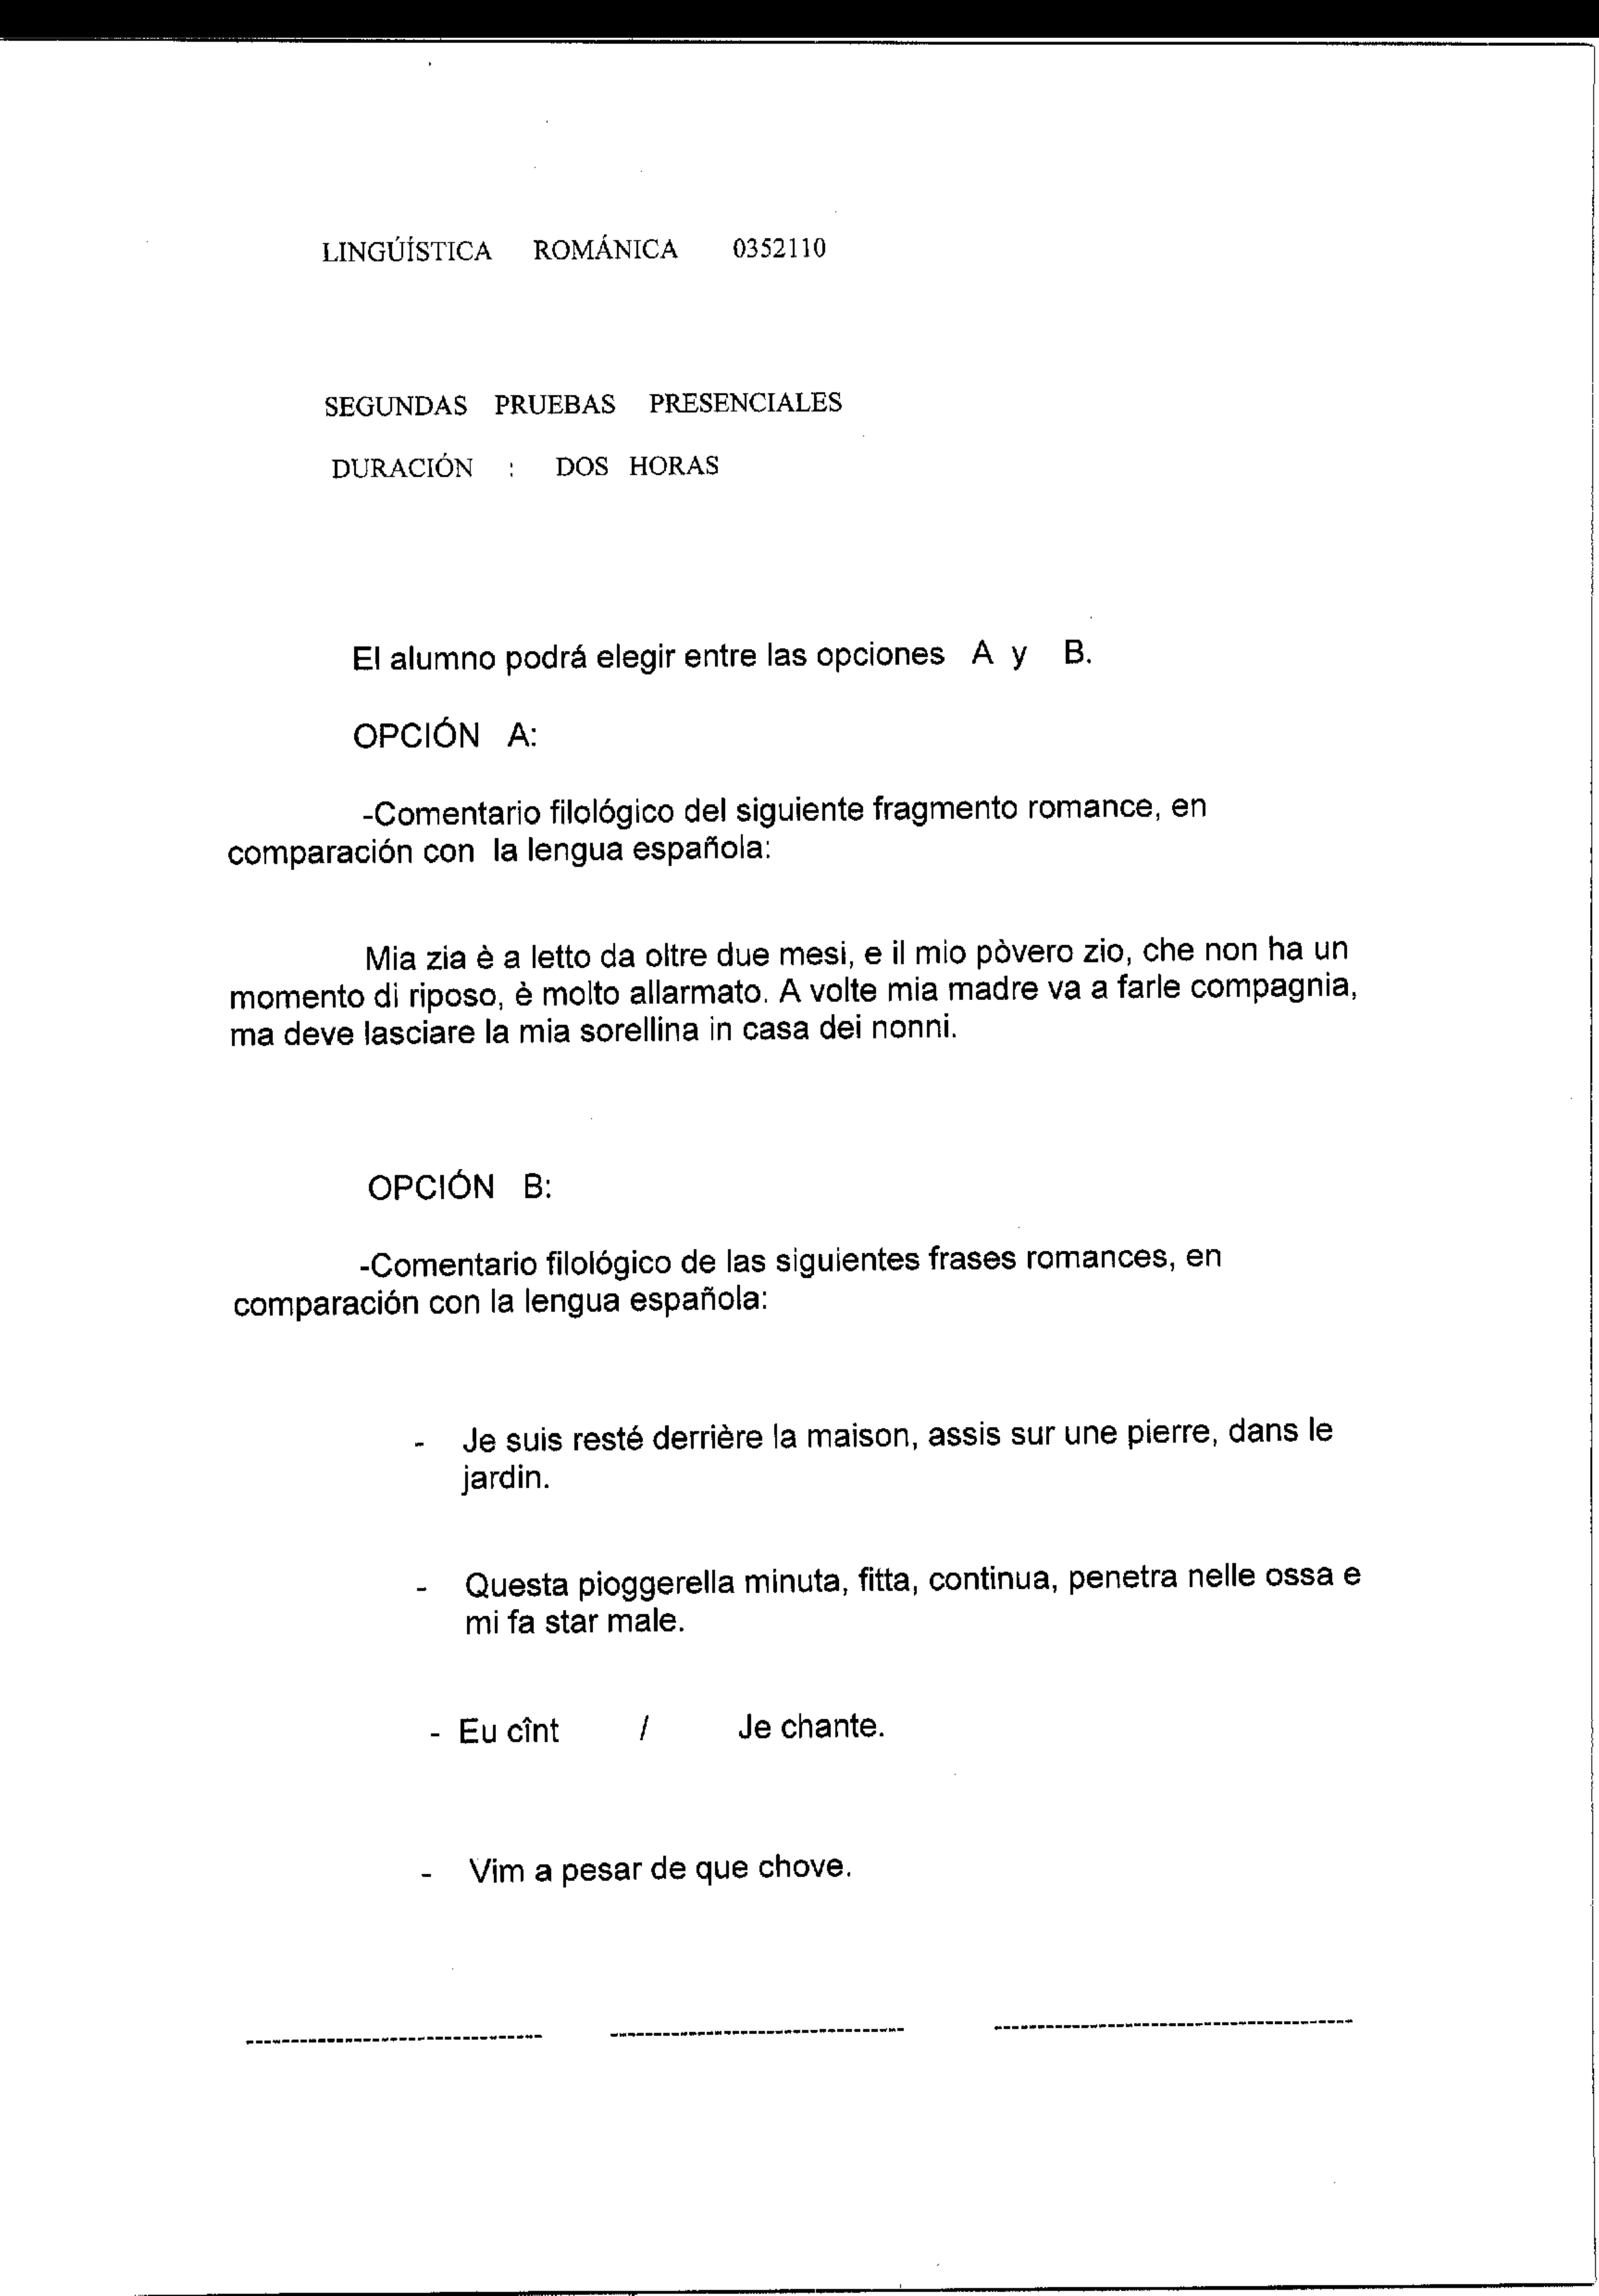 LINGÚÍSTICA ROMÁNICA 0352110
SEGUNDAS PRUEBAS PRESENCIALES
DURACIÓN : DOS HORAS
El alumno podrá elegir entre las opciones A y B.
OPCIÓN A:
-Comentario filológico del siguiente fragmento romance, en
comparación con la lengua española:
Mia zia è a letto da oltre due mesi, e il mio pòvero zio, che non ha un
momento di riposo, è molto allarmato. A volte mia madre va a farle compagnia,
ma deve lasciare la mia sorellina in casa dei nonni.
OPCIÓN B:
-Comentario filológico de las siguientes frases romances, en
comparación con la lengua española:
- Je suis resté derrière la maison, assis sur une pierre, dans le
jardin.
- Questa pioggerella minuta, fitta, continua, penetra nelle ossa e
mi fa star male.
- Eu cînt / Je chante.
- Vim a pesar de que chove.